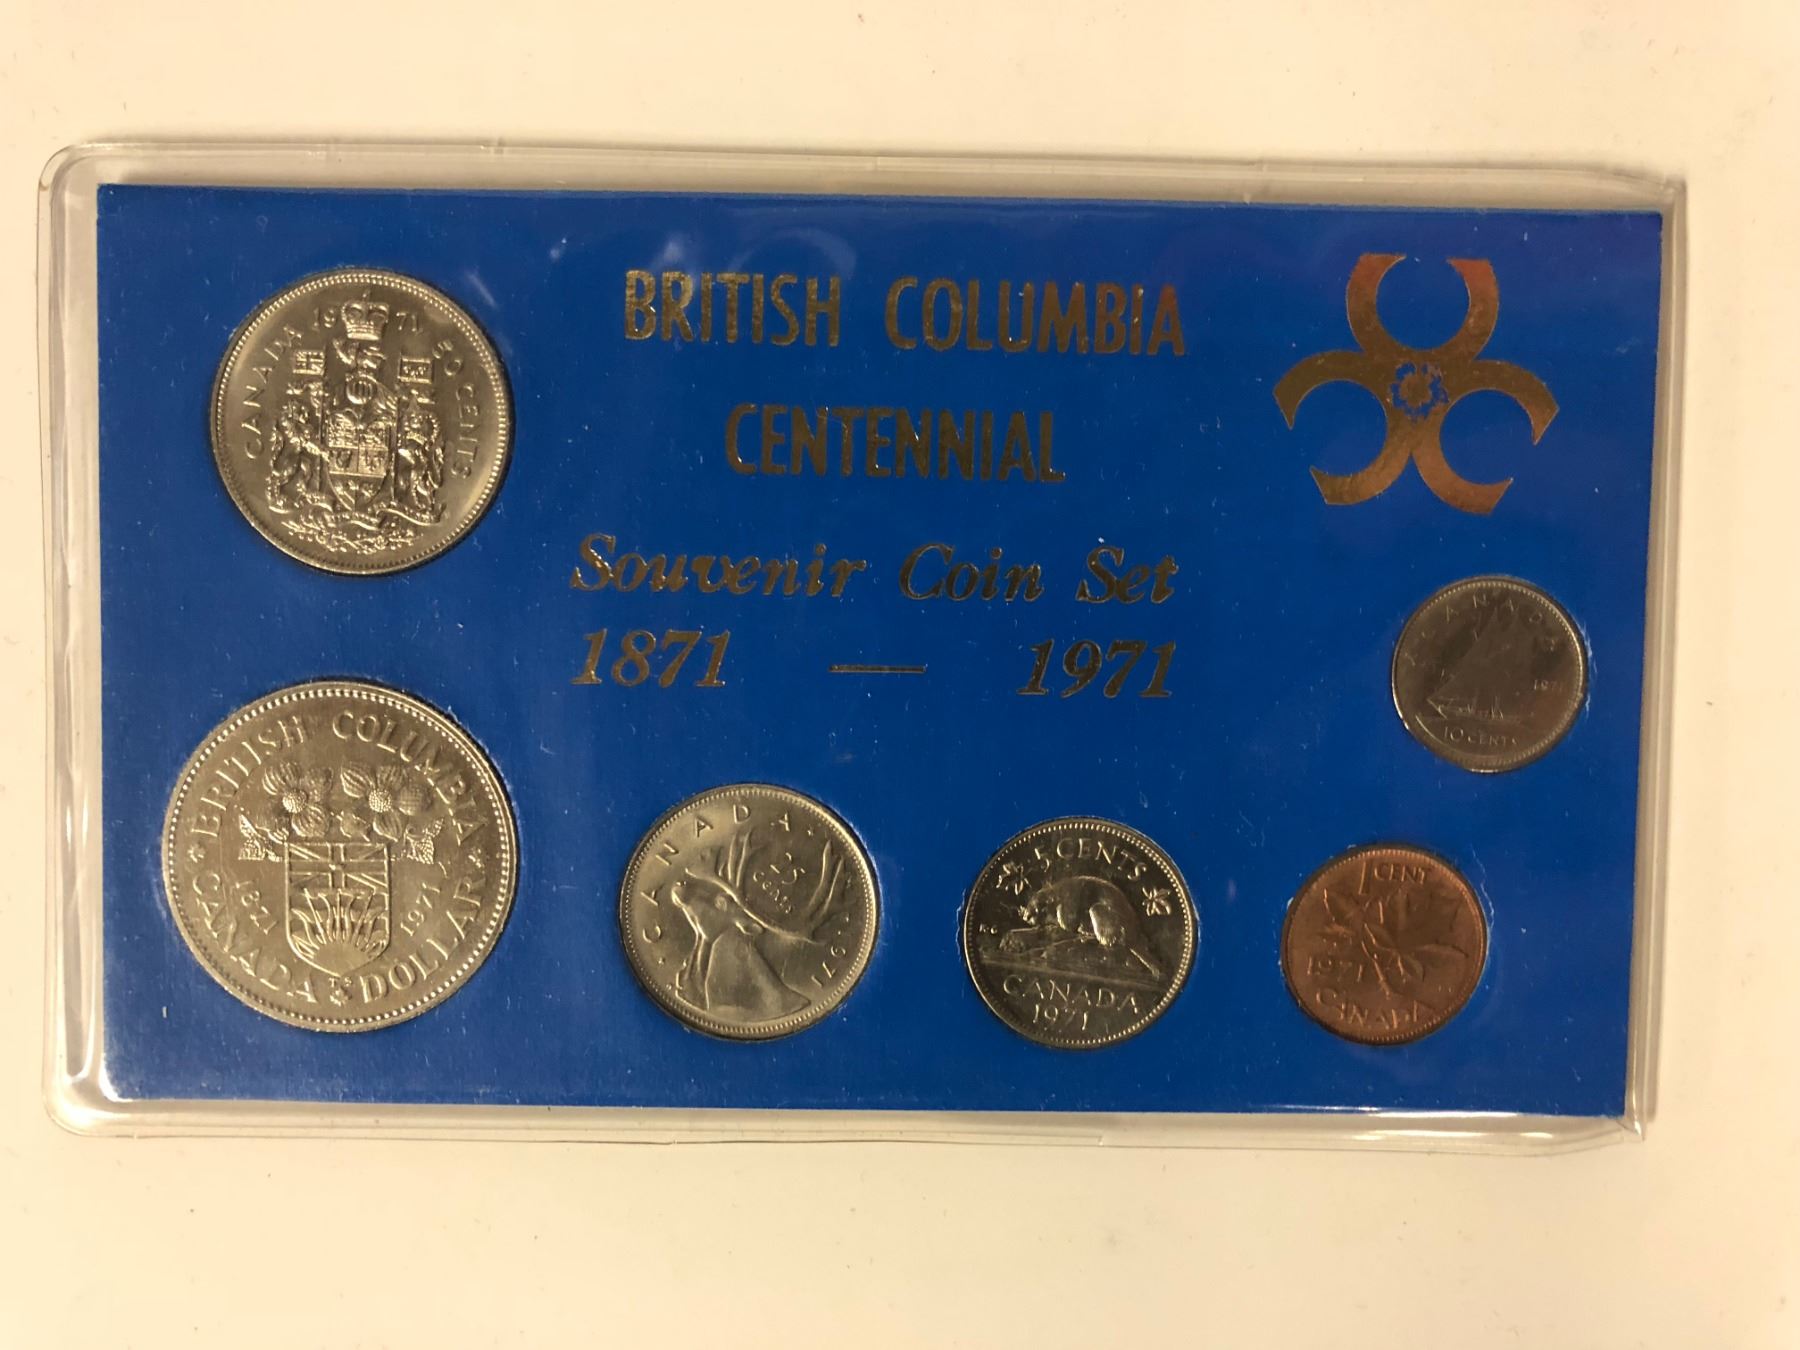 BRITISH COLUMBIA
CENTENNIAL
Souvenir Coin Set
1871 — 1971
CANADA 1971 50 CENTS
BRITISH COLUMBIA
1871 1971
CANADA DOLLAR
CANADA
25
CENTS
1971
5 CENTS
CANADA
1971
CANADA
1971
10 CENTS
1 CENT
1971
CANADA